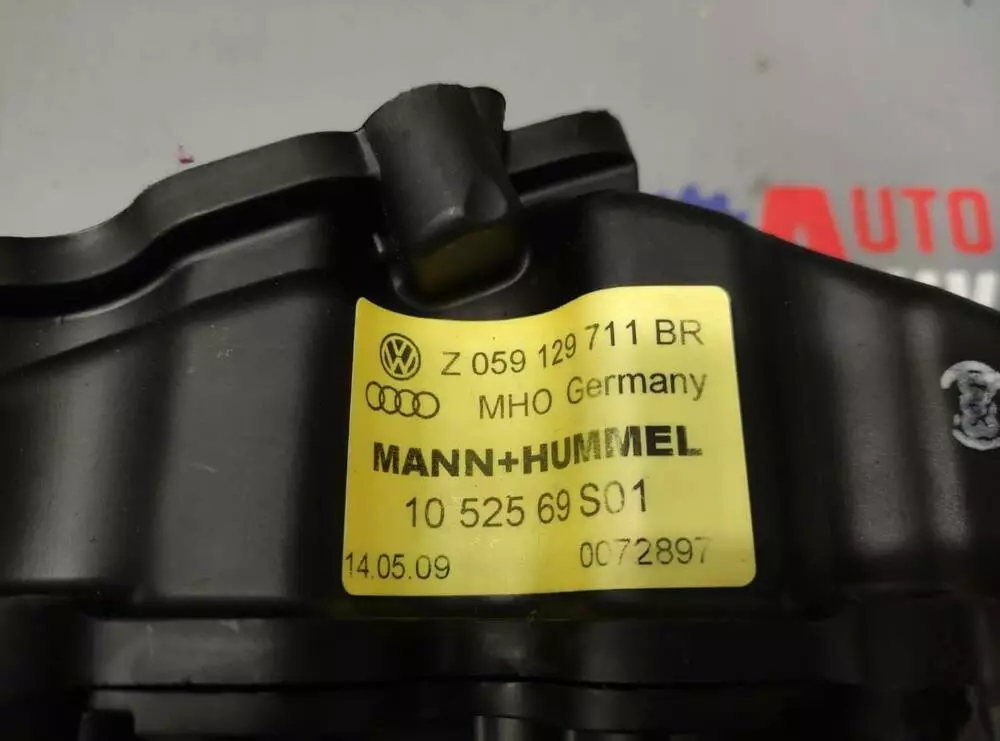 AUTO
Z 059 129 711 BR
MHO Germany
MANN+HUMMEL
10 525 69 S01
14.05.09 0072897